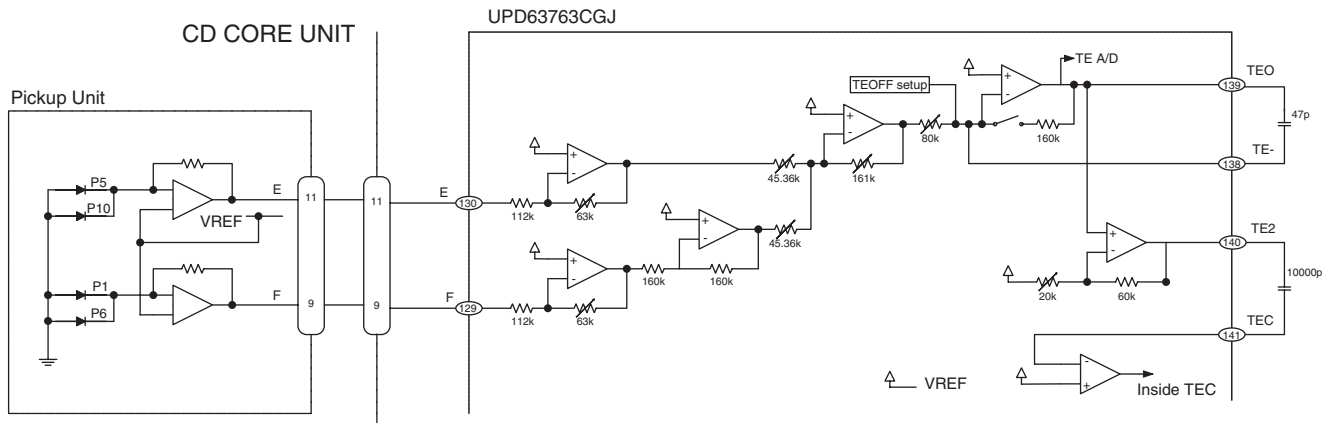 UPD63763CGJ
CD CORE UNIT
Pickup Unit
TEOFF setup
TE A/D
TEO
139
47p
TE-
138
80k
160k
+
-
+
-
P5
P10
E
11
11
E
130
112k
+
-
63k
45.36k
161k
VREF
+
-
45.36k
160k
160k
P1
P6
F
9
9
F
129
112k
+
-
63k
+
-
TE2
140
20k
60k
10000p
TEC
141
-
+
Inside TEC
VREF